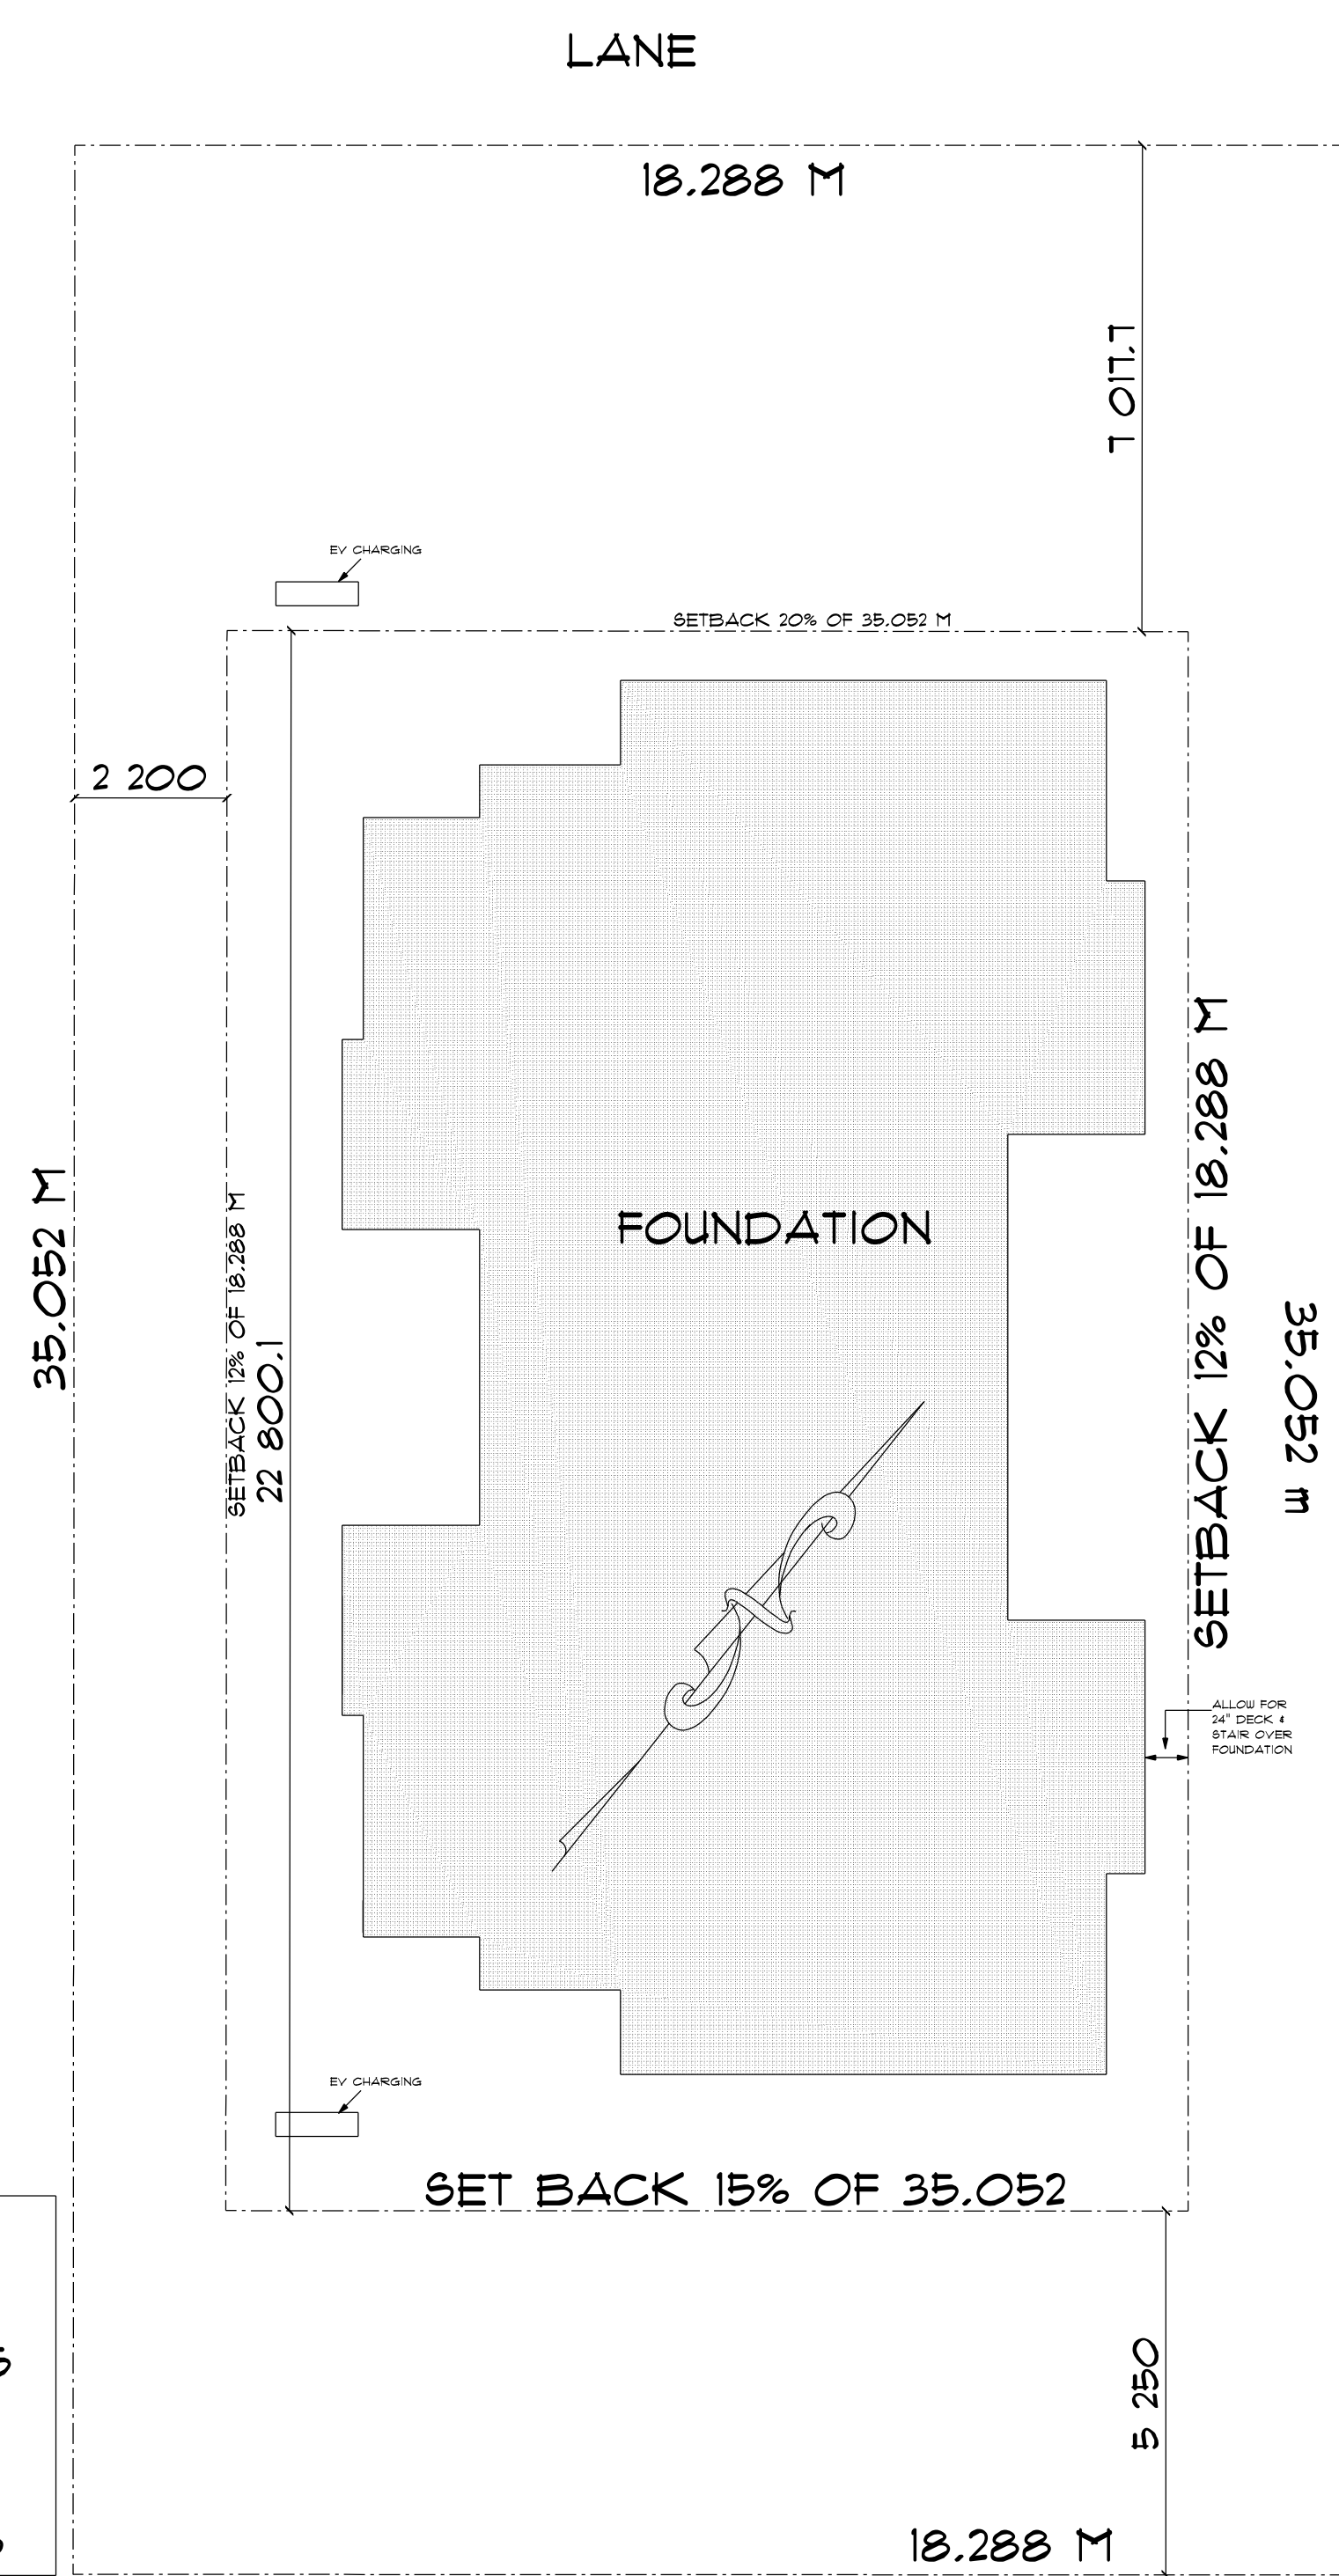 LANE
18.288 M
7 017.7
EV CHARGING
SETBACK 20% OF 35.052 M
2 200
35.052 M
SETBACK 12% OF 18.288 M
22 800.1
FOUNDATION
SETBACK 12% OF 18.288 M
35.052 m
ALLOW FOR
24" DECK &
STAIR OVER
FOUNDATION
EV CHARGING
SET BACK 15% OF 35.052
5 250
18.288 M